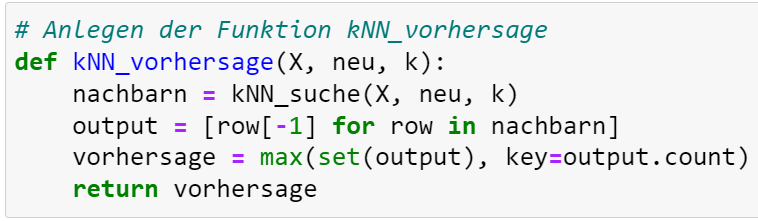 # Anlegen der Funktion kNN_vorhersage
def kNN_vorhersage(X, neu, k):
    nachbarn = kNN_suche(X, neu, k)
    output = [row[-1] for row in nachbarn]
    vorhersage = max(set(output), key=output.count)
    return vorhersage